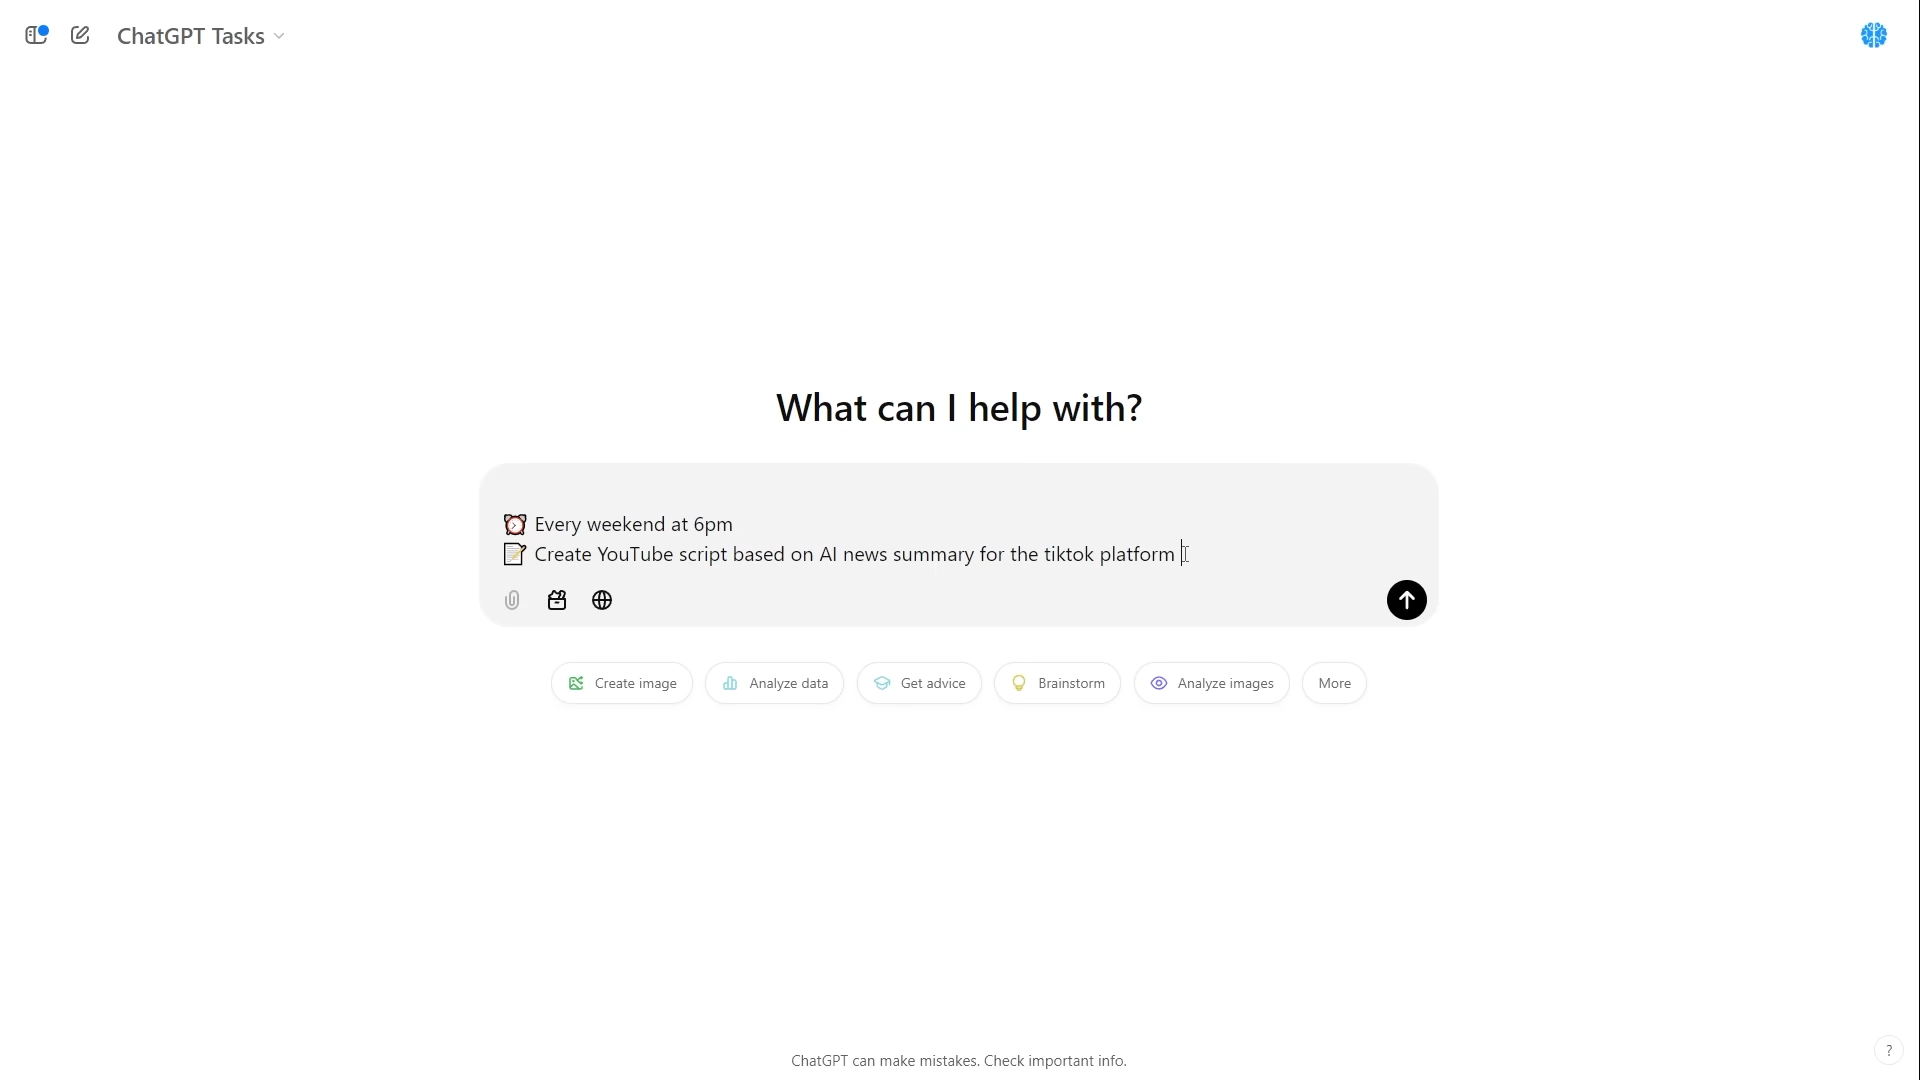 ChatGPT Tasks
What can I help with?
⏰ Every weekend at 6pm
📝 Create YouTube script based on AI news summary for the tiktok platform
Create image
Analyze data
Get advice
Brainstorm
Analyze images
More
ChatGPT can make mistakes. Check important info.
?